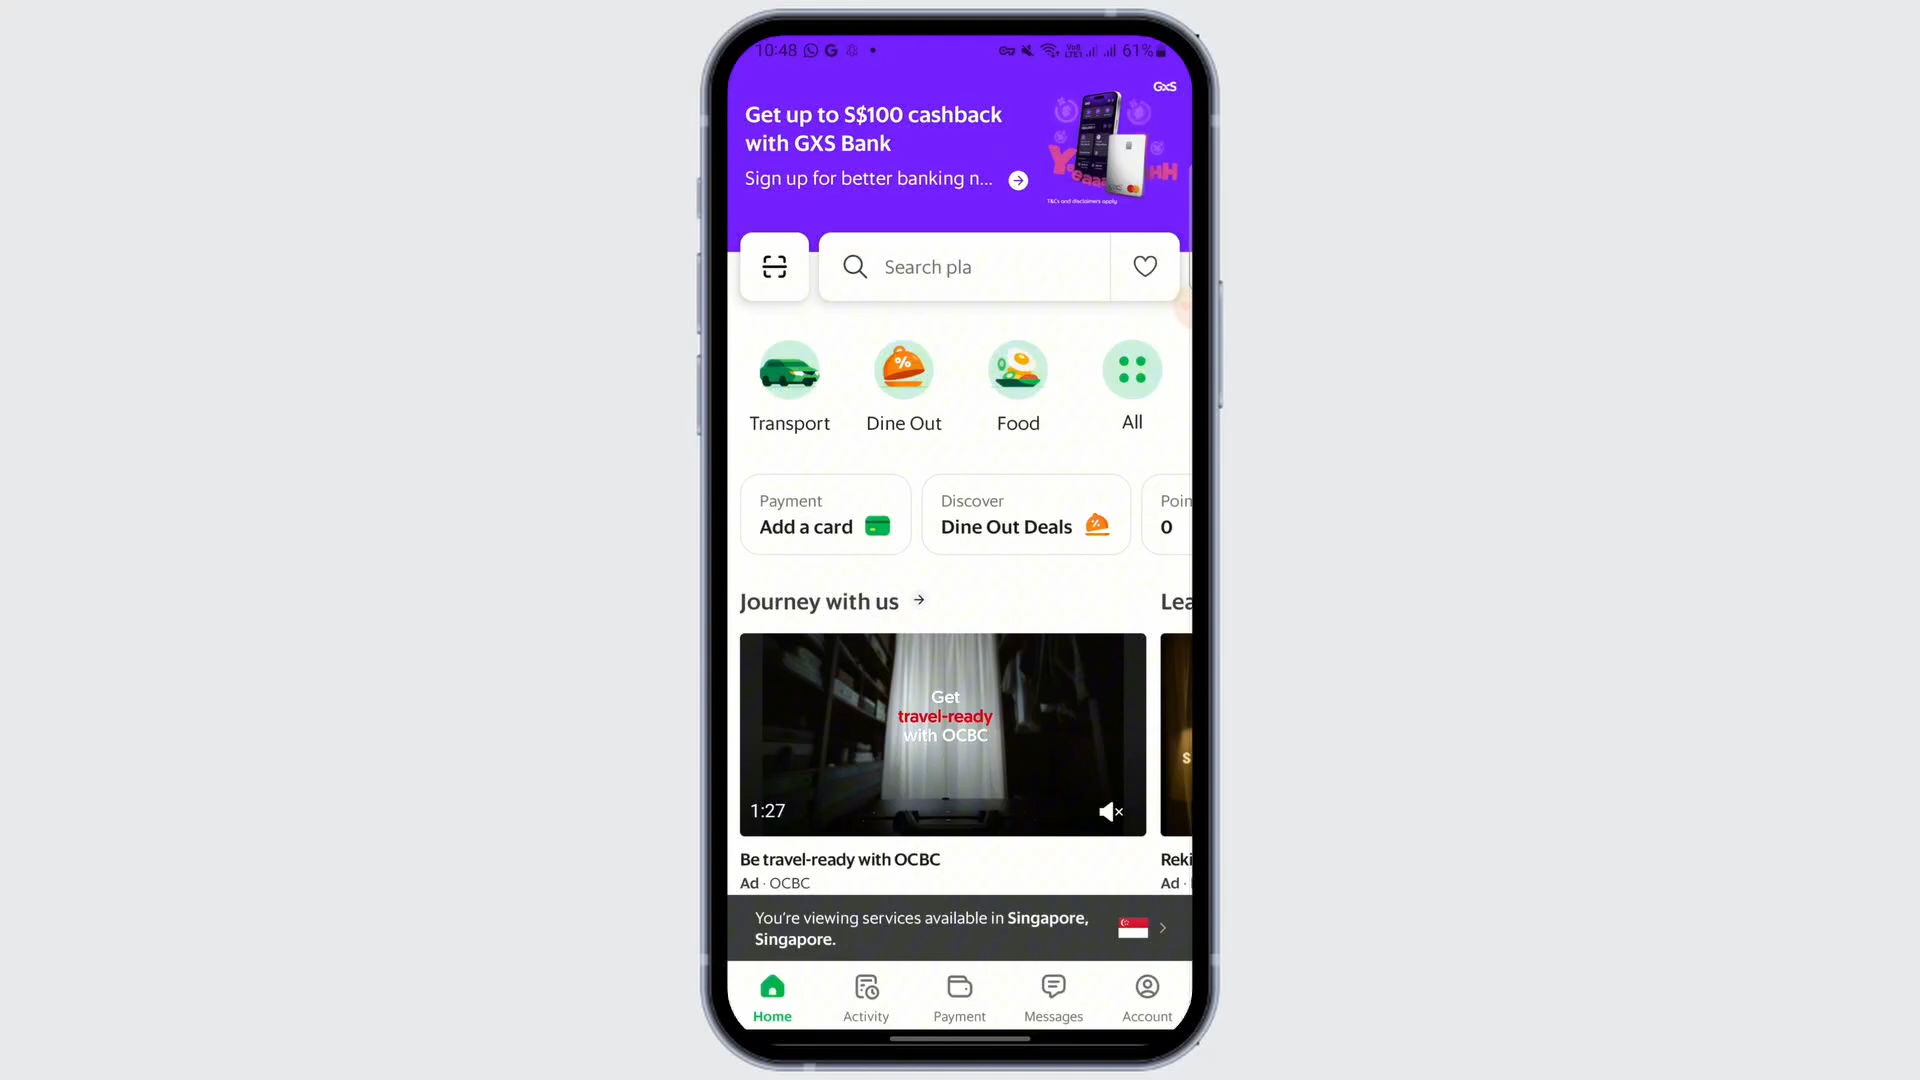 10:48
61%
GXS
Get up to S$100 cashback
with GXS Bank
Sign up for better banking n...
T&Cs and disclaimers apply
Search pla
Transport
Dine Out
Food
All
Payment
Add a card
Discover
Dine Out Deals
Poin
0
Journey with us
Lea
Get
travel-ready
with OCBC
1:27
S
Be travel-ready with OCBC
Ad · OCBC
Reki
Ad ·
You're viewing services available in Singapore,
Singapore.
Home
Activity
Payment
Messages
Account